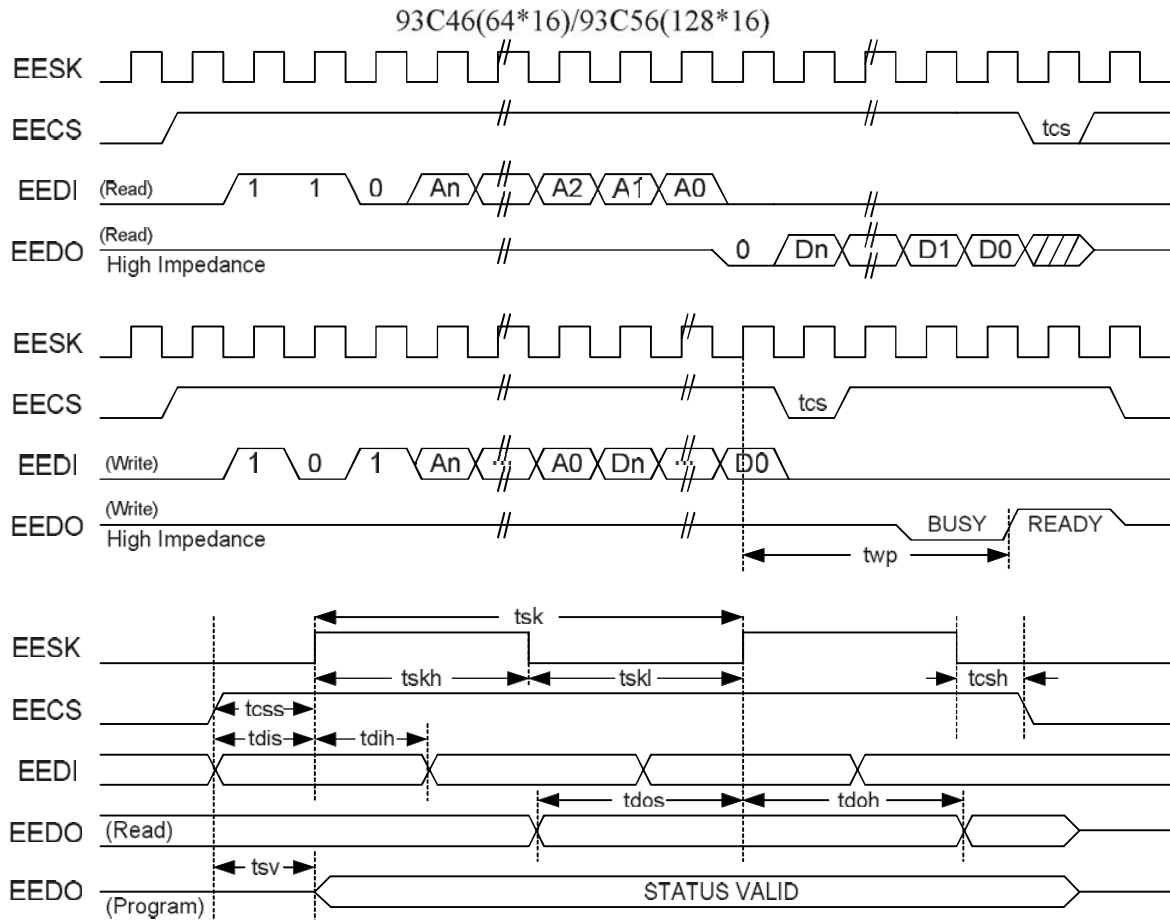 93C46(64*16)/93C56(128*16)
EESK
EECS tcs
EEDI (Read) 1 1 0 An A2 A1 A0
EEDO (Read) High Impedance 0 Dn D1 D0
EESK
EECS tcs
EEDI (Write) 1 0 1 An ... A0 Dn ... D0
EEDO (Write) High Impedance BUSY READY
twp
tsk
EESK
tskh tskl tcsh
EECS tcss
tdis tdih
EEDI
tdos tdoh
EEDO (Read)
tsv
EEDO (Program) STATUS VALID